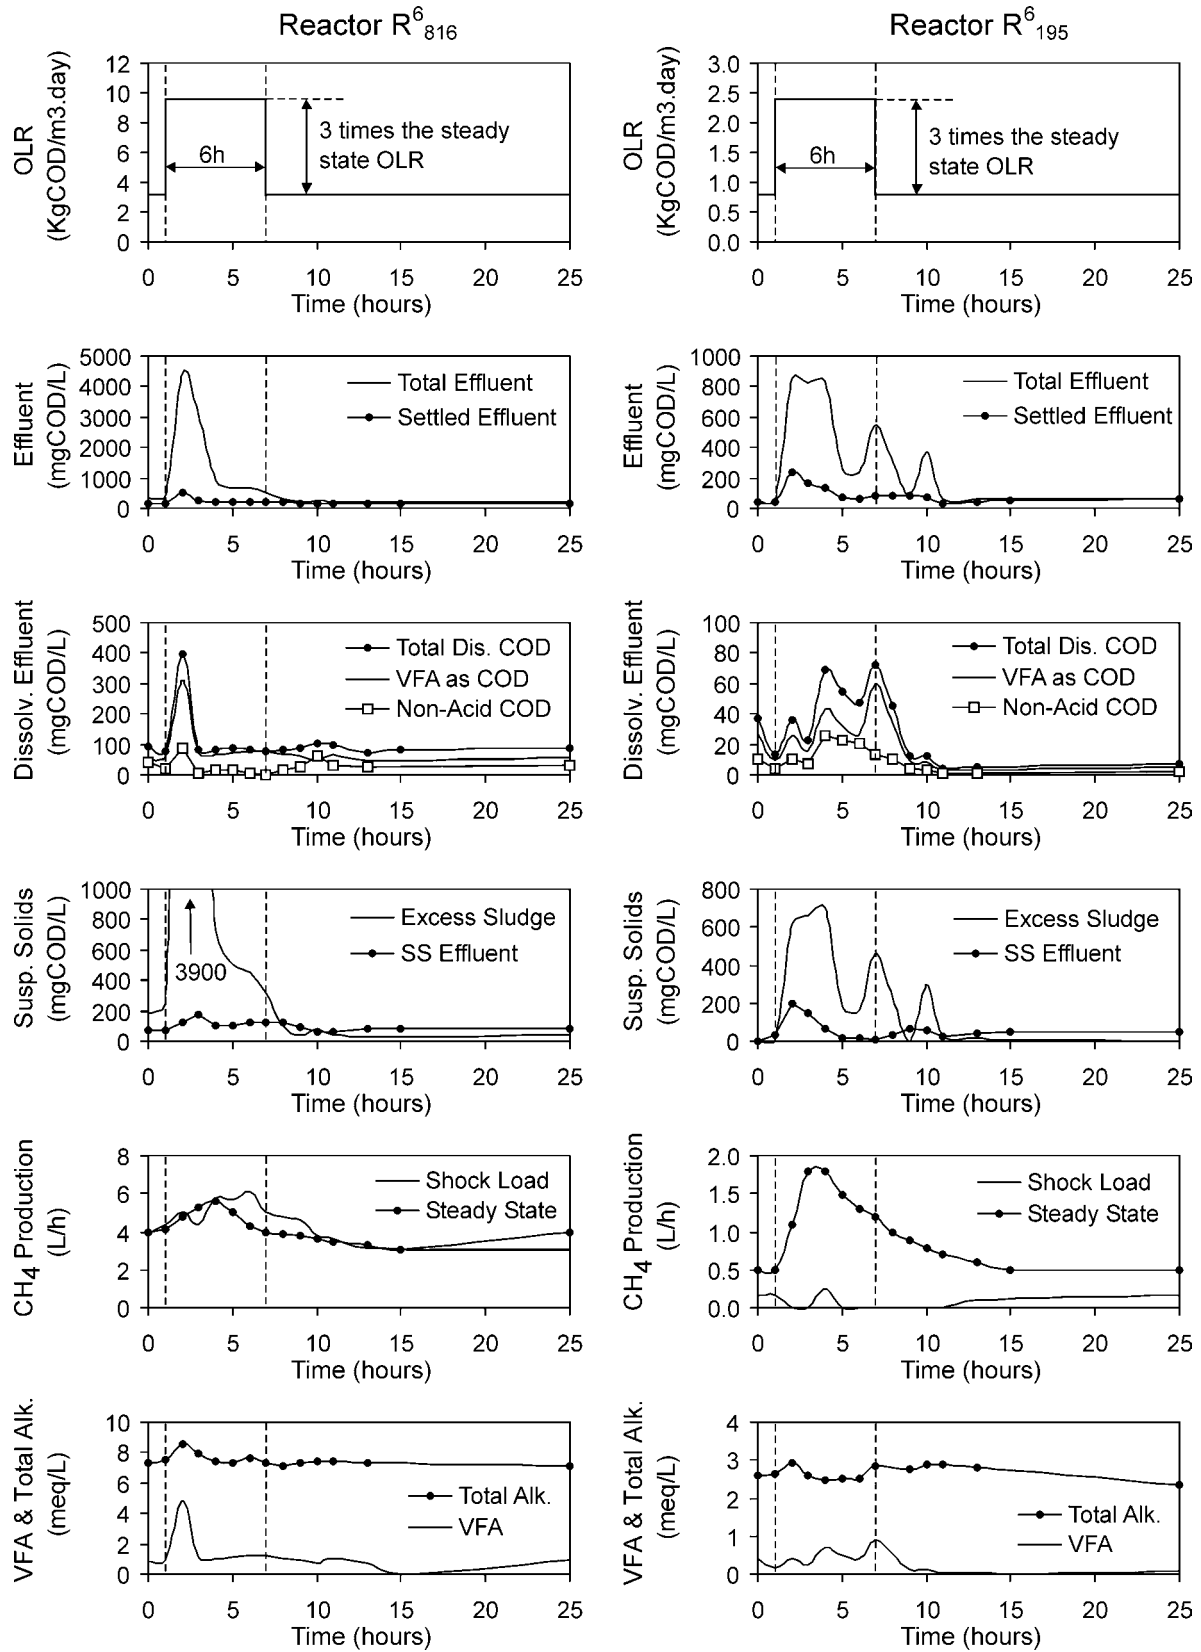 Reactor R⁶₈₁₆
OLR
(KgCOD/m3.day)
12
10
8
6
4
2
0
6h
3 times the steady
state OLR
0 5 10 15 20 25
Time (hours)
Effluent
(mgCOD/L)
5000
4000
3000
2000
1000
0
Total Effluent
Settled Effluent
0 5 10 15 20 25
Time (hours)
Dissolv. Effluent
(mgCOD/L)
500
400
300
200
100
0
Total Dis. COD
VFA as COD
Non-Acid COD
0 5 10 15 20 25
Time (hours)
Susp. Solids
(mgCOD/L)
1000
800
600
400
200
0
3900
Excess Sludge
SS Effluent
0 5 10 15 20 25
Time (hours)
CH₄ Production
(L/h)
8
6
4
2
0
Shock Load
Steady State
0 5 10 15 20 25
Time (hours)
VFA & Total Alk.
(meq/L)
10
8
6
4
2
0
Total Alk.
VFA
0 5 10 15 20 25
Time (hours)
Reactor R⁶₁₉₅
OLR
(KgCOD/m3.day)
3.0
2.5
2.0
1.5
1.0
0.5
0.0
6h
3 times the steady
state OLR
0 5 10 15 20 25
Time (hours)
Effluent
(mgCOD/L)
1000
800
600
400
200
0
Total Effluent
Settled Effluent
0 5 10 15 20 25
Time (hours)
Dissolv. Effluent
(mgCOD/L)
100
80
60
40
20
0
Total Dis. COD
VFA as COD
Non-Acid COD
0 5 10 15 20 25
Time (hours)
Susp. Solids
(mgCOD/L)
800
600
400
200
0
Excess Sludge
SS Effluent
0 5 10 15 20 25
Time (hours)
CH₄ Production
(L/h)
2.0
1.5
1.0
0.5
0.0
Shock Load
Steady State
0 5 10 15 20 25
Time (hours)
VFA & Total Alk.
(meq/L)
4
3
2
1
0
Total Alk.
VFA
0 5 10 15 20 25
Time (hours)